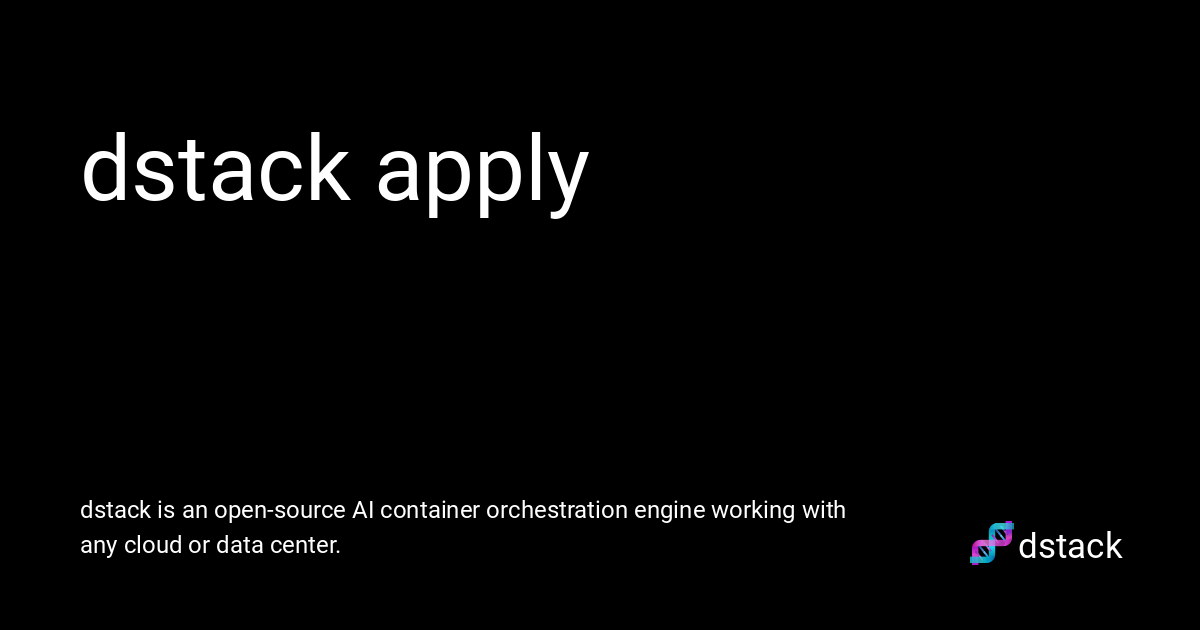 dstack apply
dstack is an open-source AI container orchestration engine working with
any cloud or data center.
dstack